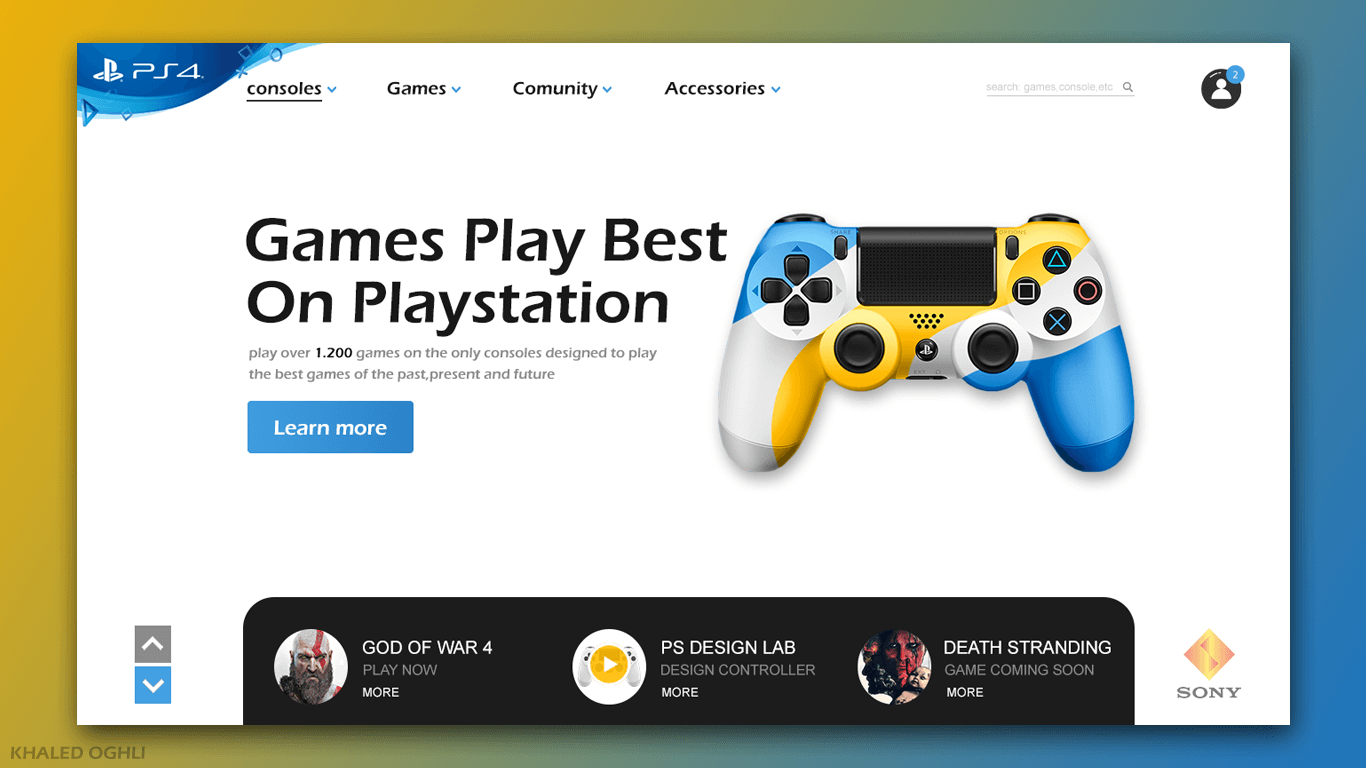 PS4
consoles
Games
Comunity
Accessories
search: games,console,etc
2
Games Play Best
On Playstation
play over 1.200 games on the only consoles designed to play
the best games of the past,present and future
Learn more
SHARE
OPTIONS
EXT
GOD OF WAR 4
PLAY NOW
MORE
PS DESIGN LAB
DESIGN CONTROLLER
MORE
DEATH STRANDING
GAME COMING SOON
MORE
SONY
KHALED OGHLI